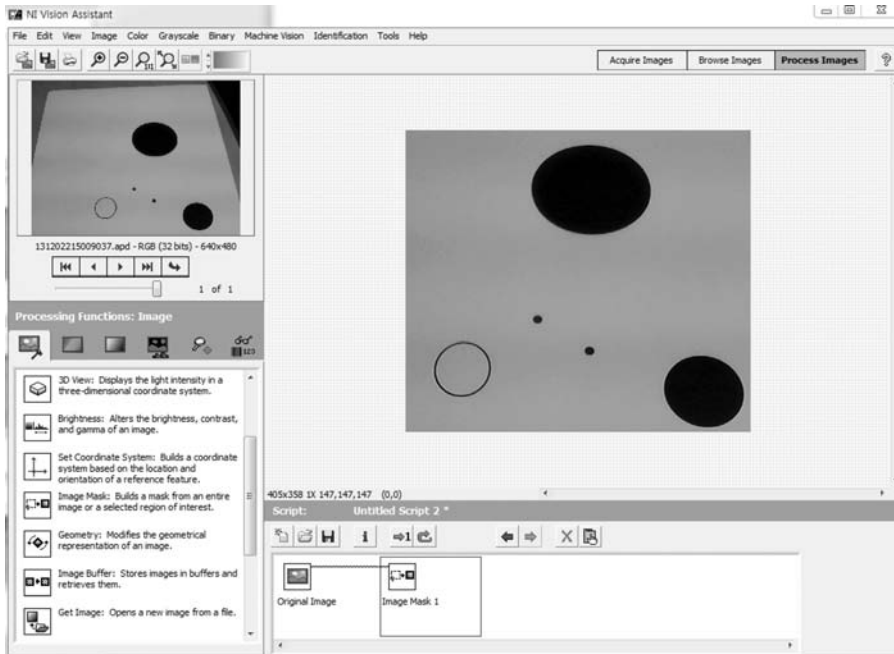 NI Vision Assistant
File Edit View Image Color Grayscale Binary Machine Vision Identification Tools Help
1/1
Acquire Images Browse Images Process Images ?
131202215009037.apd - RGB (32 bits) - 640x480
1 of 1
Processing Functions: Image
123
3D View: Displays the light intensity in a
three-dimensional coordinate system.
Brightness: Alters the brightness, contrast,
and gamma of an image.
Set Coordinate System: Builds a coordinate
system based on the location and
orientation of a reference feature.
Image Mask: Builds a mask from an entire
image or a selected region of interest.
Geometry: Modifies the geometrical
representation of an image.
Image Buffer: Stores images in buffers and
retrieves them.
Get Image: Opens a new image from a file.
405x358 1X 147,147,147 (0,0)
Script: Untitled Script 2 *
i
1
Original Image
Image Mask 1